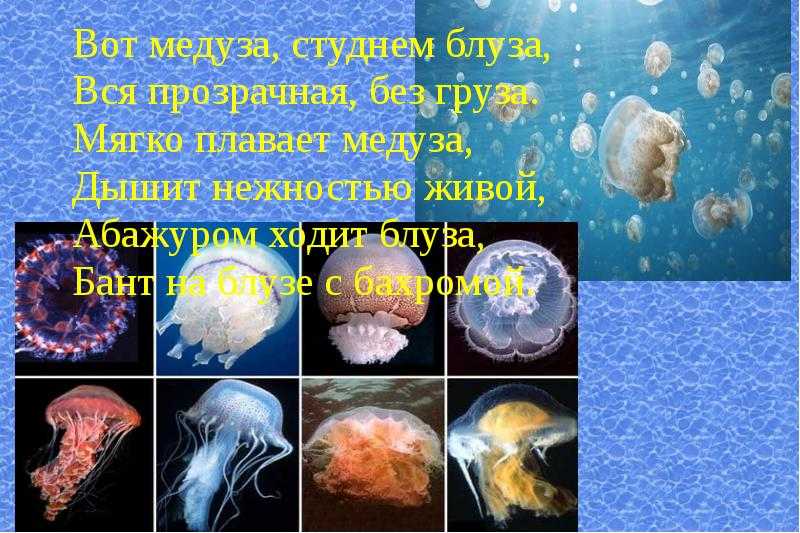 Вот медуза, студнем блуза,
Вся прозрачная, без груза.
Мягко плавает медуза,
Дышит нежностью живой,
Абажуром ходит блуза,
Бант на блузе с бахромой.